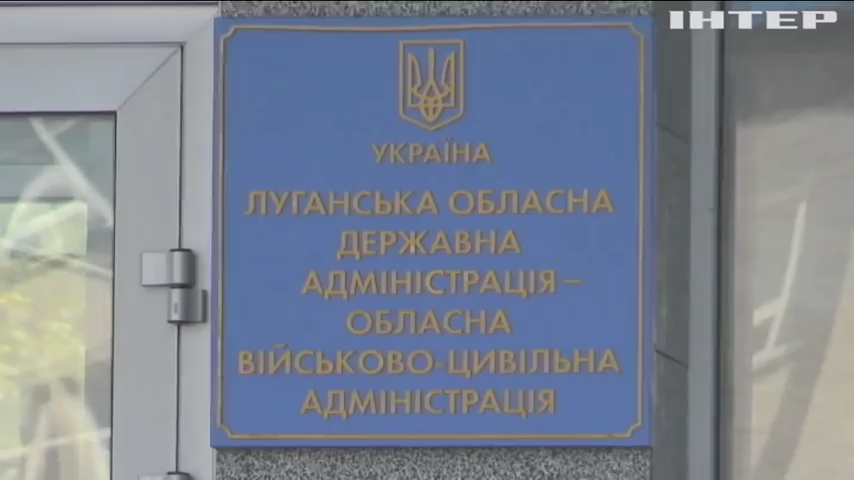 ІНТЕР
УКРАЇНА
ЛУГАНСЬКА ОБЛАСНА
ДЕРЖАВНА
АДМІНІСТРАЦІЯ –
ОБЛАСНА
ВІЙСЬКОВО-ЦИВІЛЬНА
АДМІНІСТРАЦІЯ